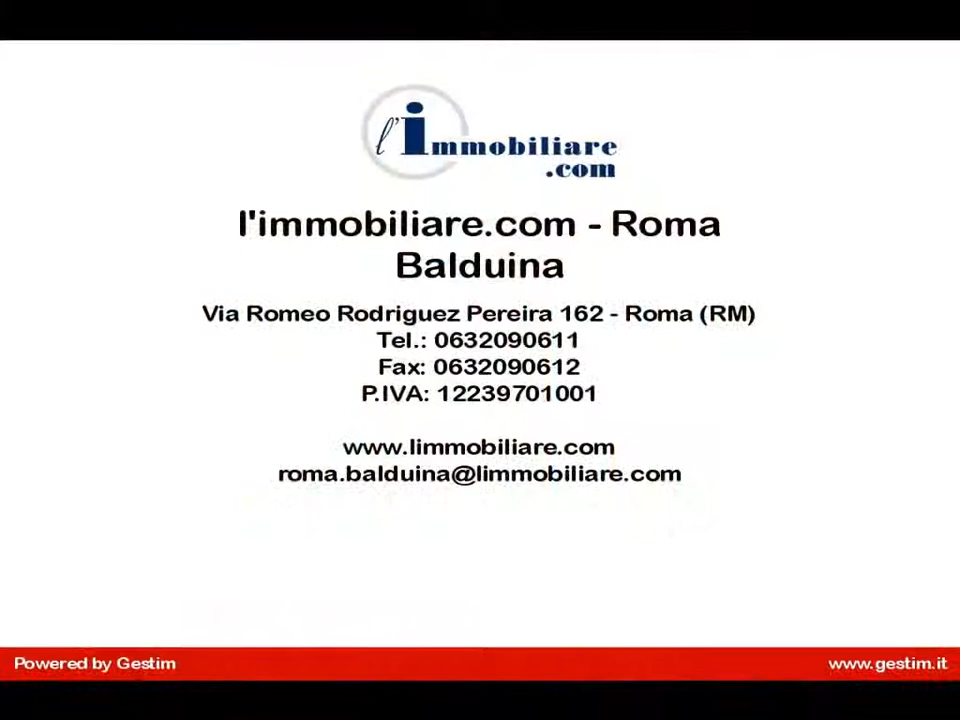 l'immobiliare
.com
l'immobiliare.com - Roma
Balduina
Via Romeo Rodriguez Pereira 162 - Roma (RM)
Tel.: 0632090611
Fax: 0632090612
P.IVA: 12239701001
www.limmobiliare.com
roma.balduina@limmobiliare.com
Powered by Gestim
www.gestim.it